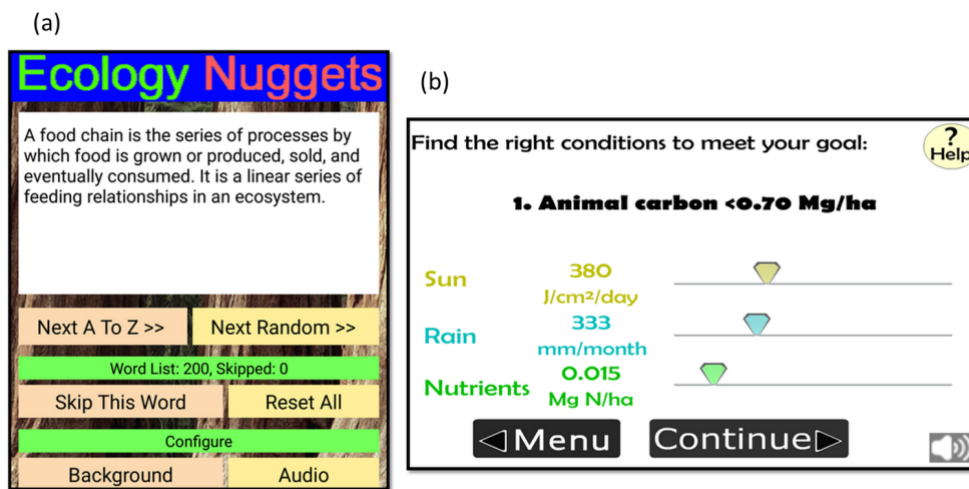 (a)
Ecology Nuggets
A food chain is the series of processes by
which food is grown or produced, sold, and
eventually consumed. It is a linear series of
feeding relationships in an ecosystem.
Next A To Z >>
Next Random >>
Word List: 200, Skipped: 0
Skip This Word
Reset All
Configure
Background
Audio
(b)
Find the right conditions to meet your goal:
?
Help
1. Animal carbon <0.70 Mg/ha
Sun
380
J/cm²/day
Rain
333
mm/month
Nutrients
0.015
Mg N/ha
Menu
Continue